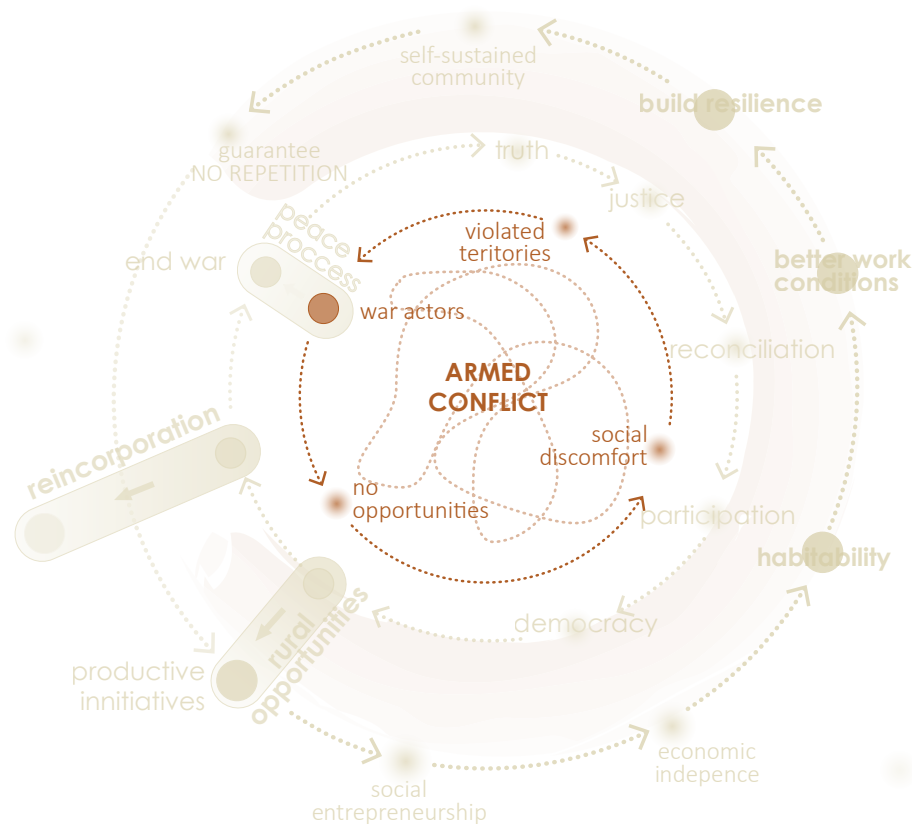 self-sustained
community
build resilience
guarantee
NO REPETITION
truth
justice
peace
proccess
end war
violated
teritories
better work
conditions
war actors
reconciliation
ARMED
CONFLICT
reincorporation
social
discomfort
no
opportunities
participation
habitability
rural
opportunities
democracy
productive
innitiatives
economic
indepence
social
entrepreneurship